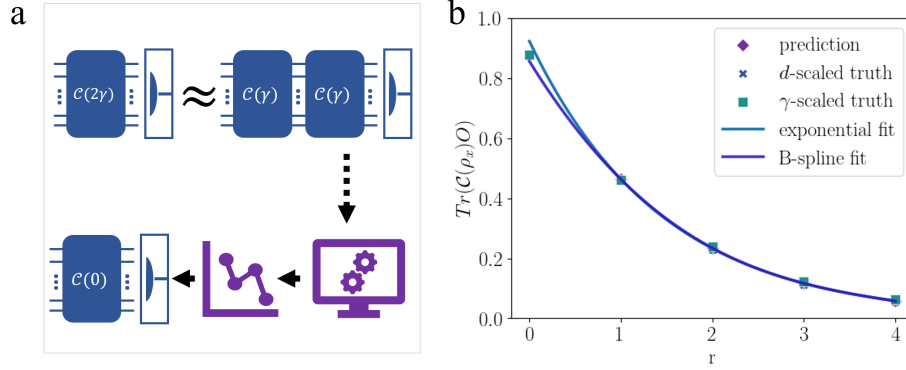 a
C(2γ)
≈
C(γ)
C(γ)
C(0)
b
1.0
0.8
0.6
0.4
0.2
0.0
Tr(C(ρ_x)O)
prediction
d-scaled truth
γ-scaled truth
exponential fit
B-spline fit
0
1
2
3
4
r